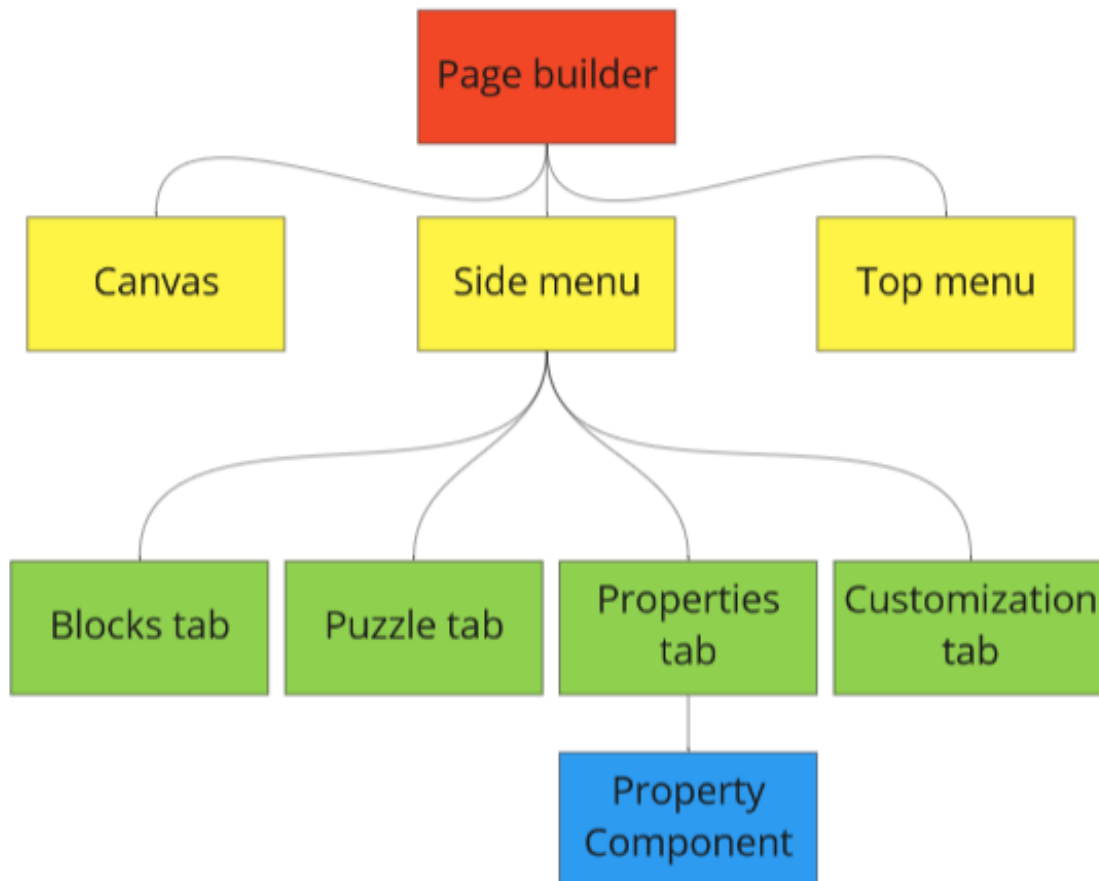 Page builder
Canvas
Side menu
Top menu
Blocks tab
Puzzle tab
Properties
tab
Customization
tab
Property
Component